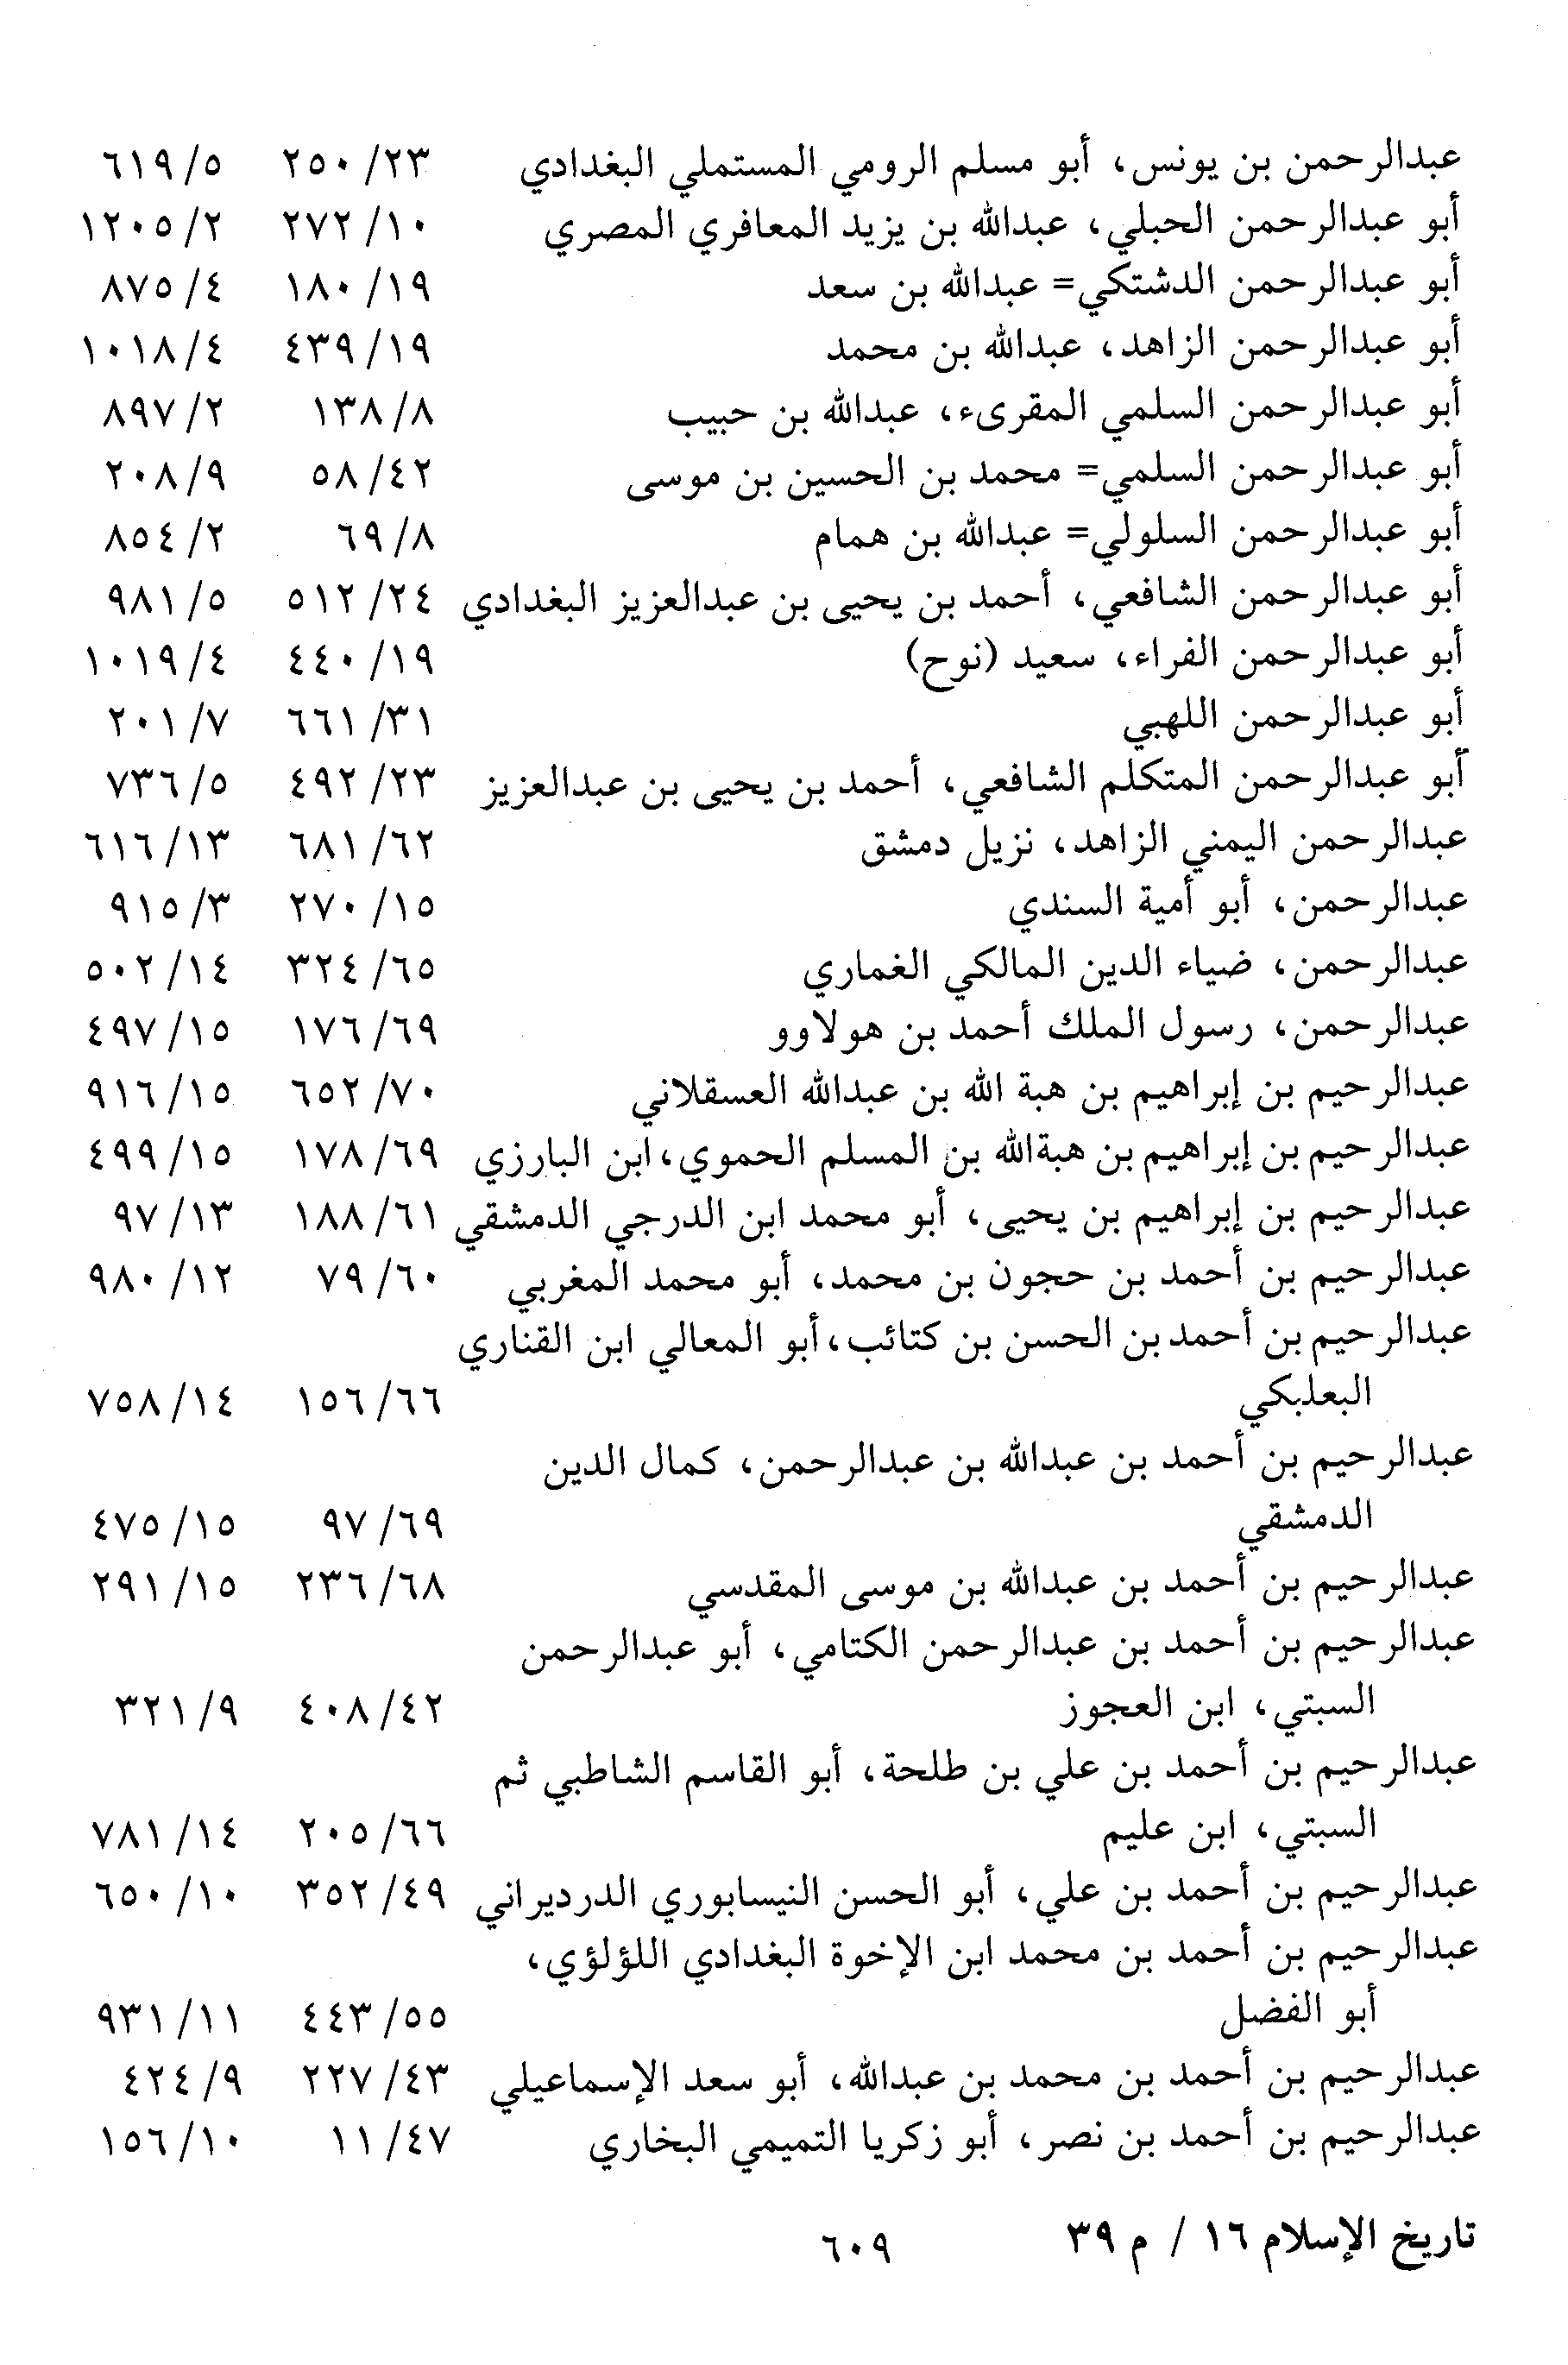 عبدالرحمن بن يونس، أبو مسلم الرومي المستملي البغدادي ٢٣/ ٢٥٠ ٥/ ٦١٩
أبو عبدالرحمن الحبلي، عبدالله بن يزيد المعافري المصري ١٠/ ٢٧٢ ٢/ ١٢٠٥
أبو عبدالرحمن الدشتكي= عبدالله بن سعد ١٩/ ١٨٠ ٤/ ٨٧٥
أبو عبدالرحمن الزاهد، عبدالله بن محمد ١٩/ ٤٣٩ ٤/ ١٠١٨
أبو عبدالرحمن السلمي المقرىء، عبدالله بن حبيب ٨/ ١٣٨ ٢/ ٨٩٧
أبو عبدالرحمن السلمي= محمد بن الحسين بن موسى ٤٢/ ٥٨ ٩/ ٢٠٨
أبو عبدالرحمن السلولي= عبدالله بن همام ٨/ ٦٩ ٢/ ٨٥٤
أبو عبدالرحمن الشافعي، أحمد بن يحيى بن عبدالعزيز البغدادي ٢٤/ ٥١٢ ٥/ ٩٨١
أبو عبدالرحمن الفراء، سعيد (نوح) ١٩/ ٤٤٠ ٤/ ١٠١٩
أبو عبدالرحمن اللهبي ٣١/ ٦٦١ ٧/ ٢٠١
أبو عبدالرحمن المتكلم الشافعي، أحمد بن يحيى بن عبدالعزيز ٢٣/ ٤٩٢ ٥/ ٧٣٦
عبدالرحمن اليمني الزاهد، نزيل دمشق ٦٢/ ٦٨١ ١٣/ ٦١٦
عبدالرحمن، أبو أمية السندي ١٥/ ٢٧٠ ٣/ ٩١٥
عبدالرحمن، ضياء الدين المالكي الغماري ٦٥/ ٣٢٤ ١٤/ ٥٠٢
عبدالرحمن، رسول الملك أحمد بن هولاوو ٦٩/ ١٧٦ ١٥/ ٤٩٧
عبدالرحيم بن إبراهيم بن هبة الله بن عبدالله العسقلاني ٧٠/ ٦٥٢ ١٥/ ٩١٦
عبدالرحيم بن إبراهيم بن هبةالله بن المسلم الحموي،ابن البارزي ٦٩/ ١٧٨ ١٥/ ٤٩٩
عبدالرحيم بن إبراهيم بن يحيى، أبو محمد ابن الدرجي الدمشقي ٦١/ ١٨٨ ١٣/ ٩٧
عبدالرحيم بن أحمد بن حجون بن محمد، أبو محمد المغربي ٦٠/ ٧٩ ١٢/ ٩٨٠
عبدالرحيم بن أحمد بن الحسن بن كتائب،أبو المعالي ابن القناري
البعلبكي ٦٦/ ١٥٦ ١٤/ ٧٥٨
عبدالرحيم بن أحمد بن عبدالله بن عبدالرحمن، كمال الدين
الدمشقي ٦٩/ ٩٧ ١٥/ ٤٧٥
عبدالرحيم بن أحمد بن عبدالله بن موسى المقدسي ٦٨/ ٢٣٦ ١٥/ ٢٩١
عبدالرحيم بن أحمد بن عبدالرحمن الكتامي، أبو عبدالرحمن
السبتي، ابن العجوز ٤٢/ ٤٠٨ ٩/ ٣٢١
عبدالرحيم بن أحمد بن علي بن طلحة، أبو القاسم الشاطبي ثم
السبتي، ابن عليم ٦٦/ ٢٠٥ ١٤/ ٧٨١
عبدالرحيم بن أحمد بن علي، أبو الحسن النيسابوري الدرديراني ٤٩/ ٣٥٢ ١٠/ ٦٥٠
عبدالرحيم بن أحمد بن محمد ابن الإخوة البغدادي اللؤلؤي،
أبو الفضل ٥٥/ ٤٤٣ ١١/ ٩٣١
عبدالرحيم بن أحمد بن محمد بن عبدالله، أبو سعد الإسماعيلي ٤٣/ ٢٢٧ ٩/ ٤٢٤
عبدالرحيم بن أحمد بن نصر، أبو زكريا التميمي البخاري ٤٧/ ١١ ١٠/ ١٥٦
تاريخ الإسلام ١٦ / م ٣٩ ٦٠٩